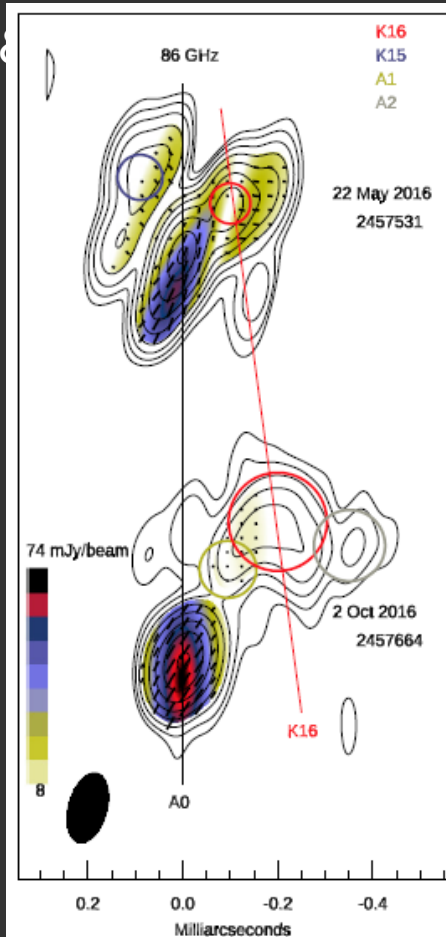 K16
86 GHz
K15
A1
A2
22 May 2016
2457531
74 mJy/beam
2 Oct 2016
2457664
K16
8
A0
0.2
0.0
-0.2
-0.4
Milliarcseconds